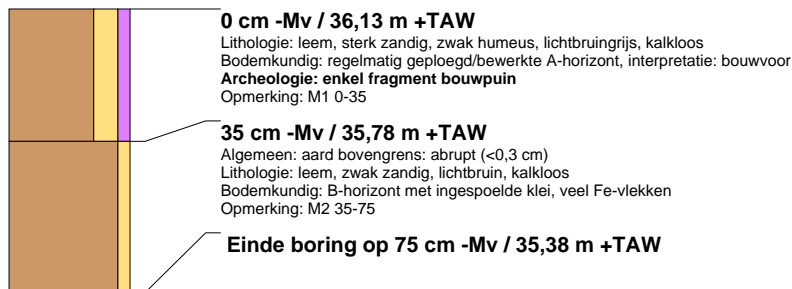 0 cm -Mv / 36,13 m +TAW
Lithologie: leem, sterk zandig, zwak humeus, lichtbruingrijs, kalkloos
Bodemkundig: regelmatig geploegd/bewerkte A-horizont, interpretatie: bouwvoor
Archeologie: enkel fragment bouwpuin
Opmerking: M1 0-35
35 cm -Mv / 35,78 m +TAW
Algemeen: aard bovengrens: abrupt (<0,3 cm)
Lithologie: leem, zwak zandig, lichtbruin, kalkloos
Bodemkundig: B-horizont met ingespoelde klei, veel Fe-vlekken
Opmerking: M2 35-75
Einde boring op 75 cm -Mv / 35,38 m +TAW